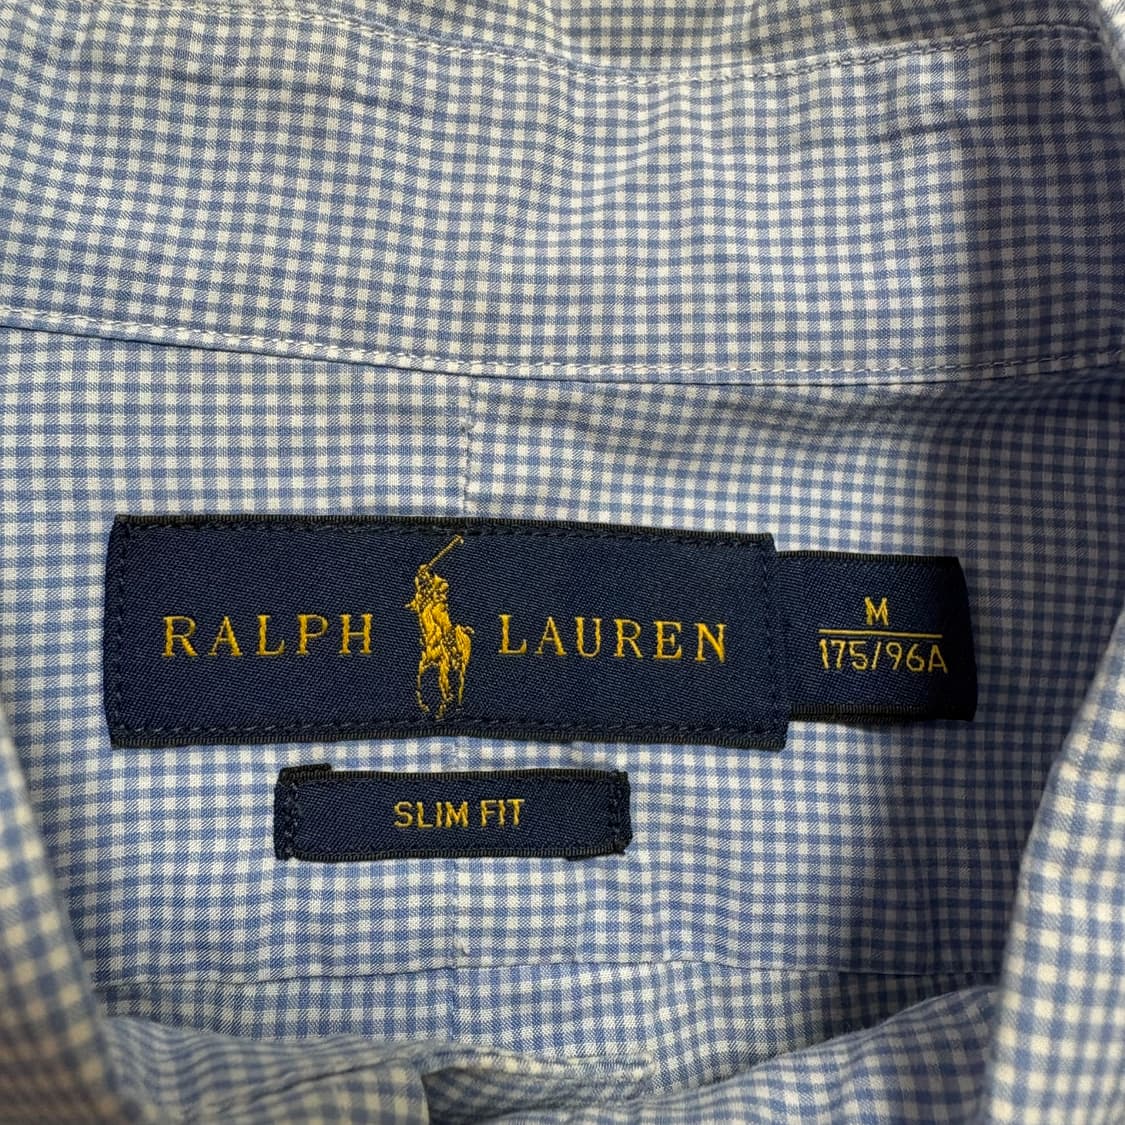 RALPH LAUREN
M
175/96A
SLIM FIT